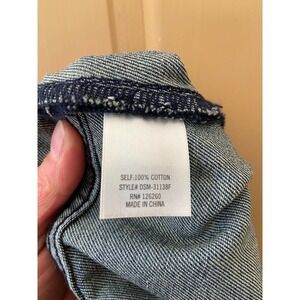 SELF: 100% COTTON
STYLE# DSM-31138F
RN# 126260
MADE IN CHINA